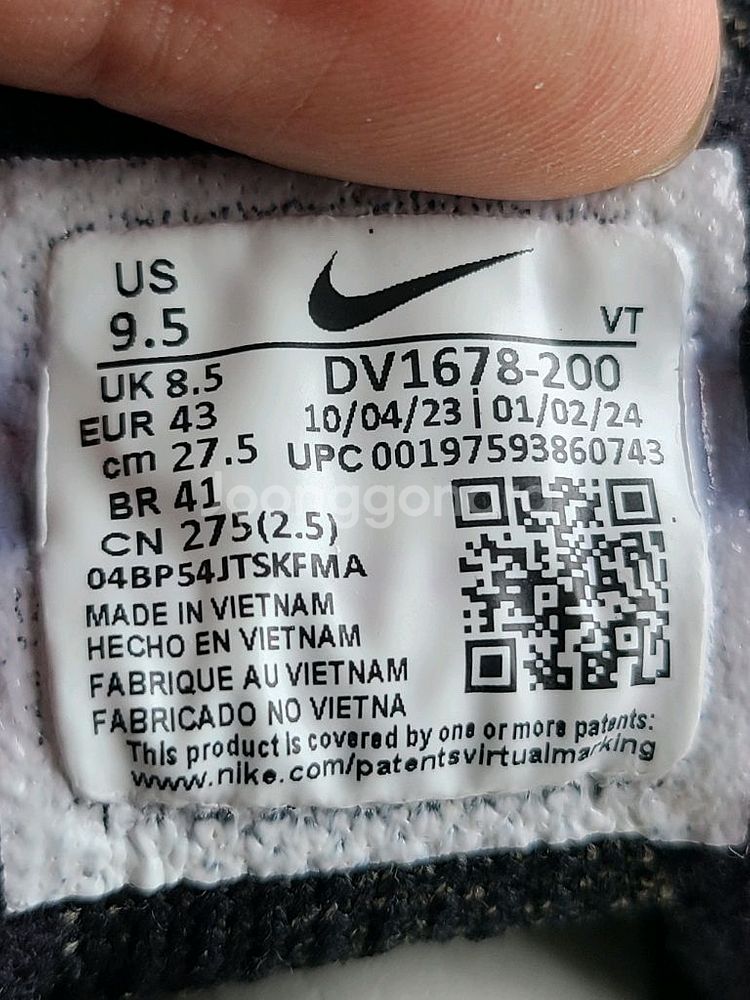 US
9.5
VT
UK 8.5
EUR 43
cm 27.5
BR 41
CN 275(2.5)
DV1678-200
10/04/23 | 01/02/24
UPC 00197593860743
Joonggonara
04BP54JTSKFMA
MADE IN VIETNAM
HECHO EN VIETNAM
FABRIQUE AU VIETNAM
FABRICADO NO VIETNA
This product is covered by one or more patents:
www.nike.com/patentsvirtualmarking